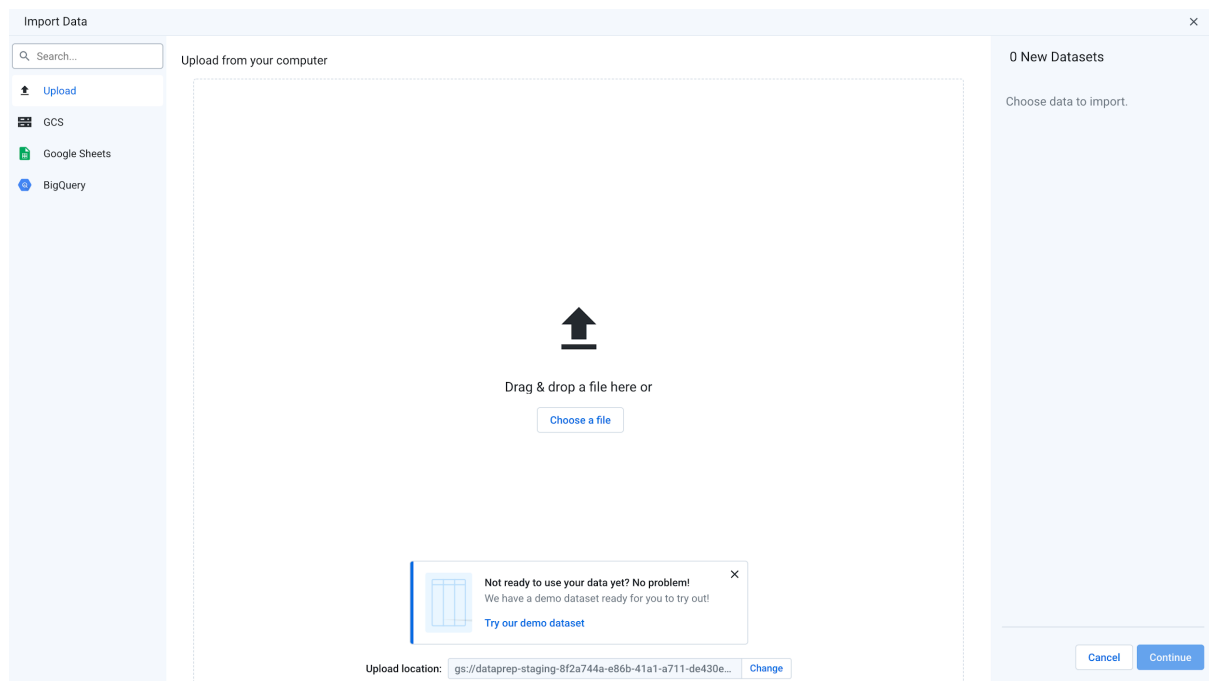 Import Data
Search...
Upload
GCS
Google Sheets
BigQuery
Upload from your computer
Drag & drop a file here or
Choose a file
Not ready to use your data yet? No problem!
We have a demo dataset ready for you to try out!
Try our demo dataset
Upload location: gs://dataprep-staging-8f2a744a-e86b-41a1-a711-de430e... Change
0 New Datasets
Choose data to import.
Cancel Continue